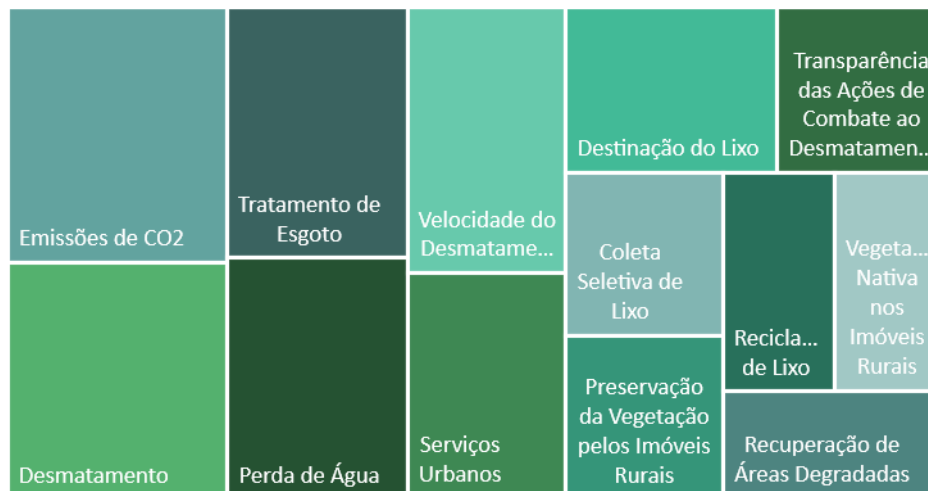 Emissões de CO2
Desmatamento
Tratamento de
Esgoto
Perda de Água
Velocidade do
Desmatame...
Serviços
Urbanos
Destinação do Lixo
Transparência
das Ações de
Combate ao
Desmatamen...
Coleta
Seletiva de
Lixo
Preservação
da Vegetação
pelos Imóveis
Rurais
Recicla...
de Lixo
Vegeta...
Nativa
nos
Imóveis
Rurais
Recuperação de
Áreas Degradadas